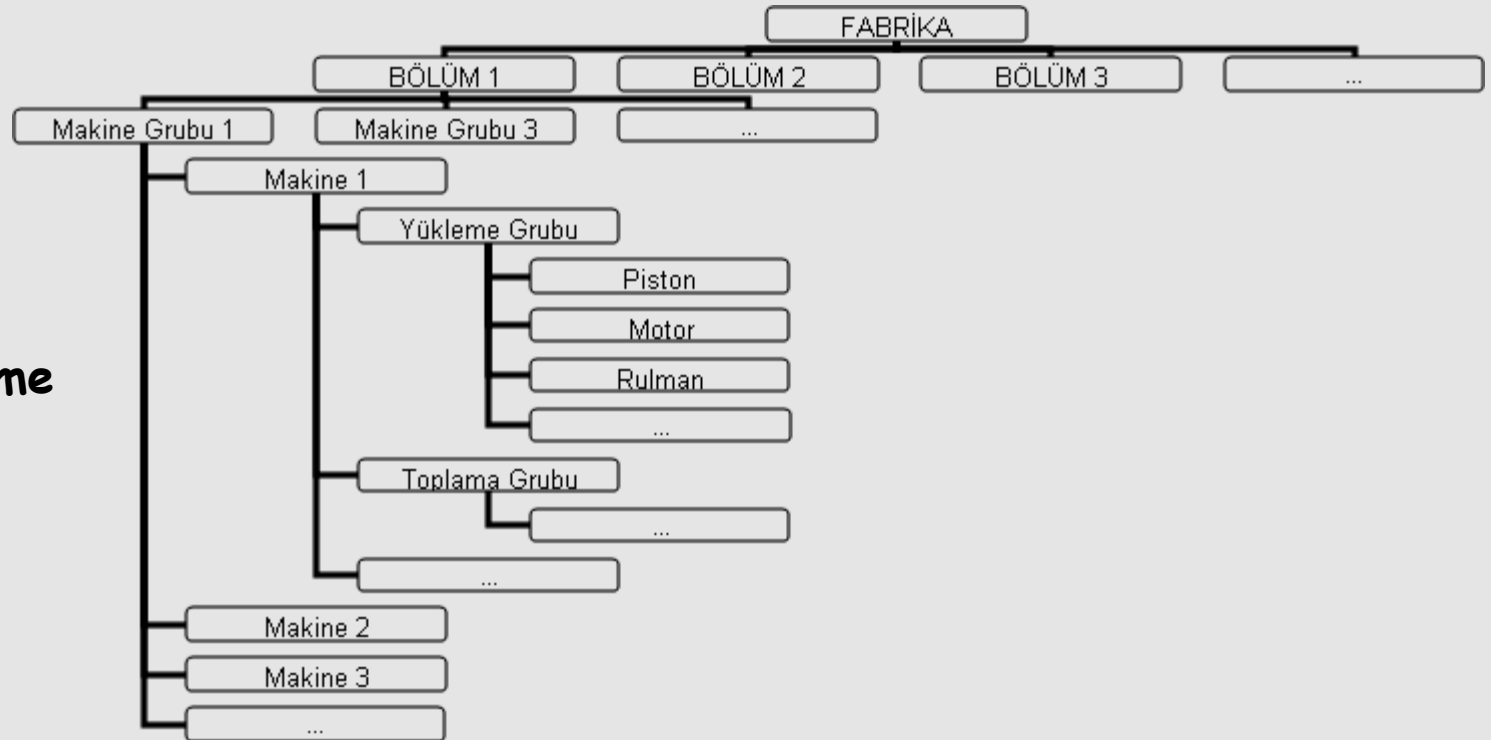 FABRİKA
BÖLÜM 1
BÖLÜM 2
BÖLÜM 3
...
Makine Grubu 1
Makine Grubu 3
...
Makine 1
Yükleme Grubu
Piston
Motor
Rulman
...
Toplama Grubu
...
...
Makine 2
Makine 3
...